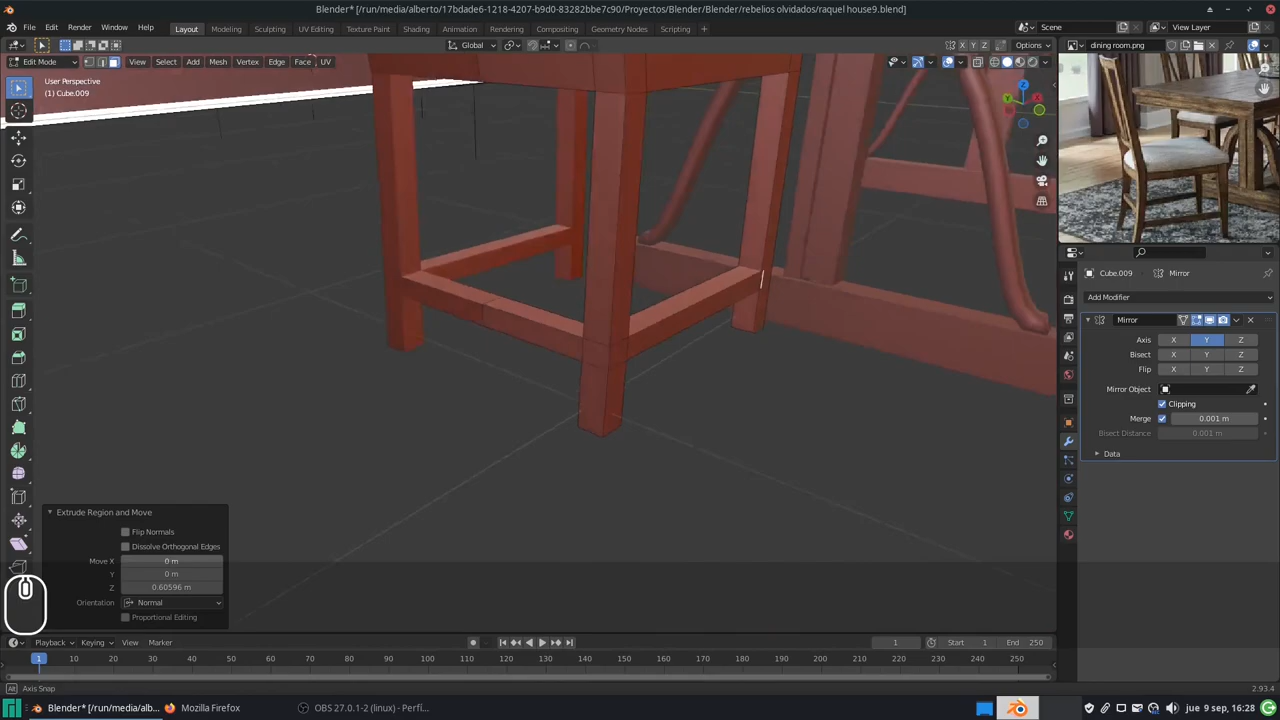 Blender* [/run/media/alberto/17bdade6-1218-4207-b9d0-83282bbe7c90/Proyectos/Blender/Blender/rebelios olvidados/raquel house9.blend]
File Edit Render Window Help Layout Modeling Sculpting UV Editing Texture Paint Shading Animation Rendering Compositing Geometry Nodes Scripting Scene View Layer
Global X Y Z Options dining room.png
Edit Mode View Select Add Mesh Vertex Edge Face UV
User Perspective
(1) Cube.009
Cube.009 Mirror
Add Modifier
Mirror
Axis X Y Z
Bisect X Y Z
Flip X Y Z
Mirror Object
Clipping
Merge 0.001 m
Bisect Distance 0.001 m
Data
Extrude Region and Move
Flip Normals
Dissolve Orthogonal Edges
Move X 0 m
Y 0 m
Z 0.60596 m
Orientation Normal
Proportional Editing
Playback Keying View Marker 1 Start 1 End 250
1 10 20 30 40 50 60 70 80 90 100 110 120 130 140 150 160 170 180 190 200 210 220 230 240 250
Alt Axis Snap 2.93.4
Blender* [/run/media/alb... Mozilla Firefox OBS 27.0.1-2 (linux) - Perfi... jue 9 sep, 16:28